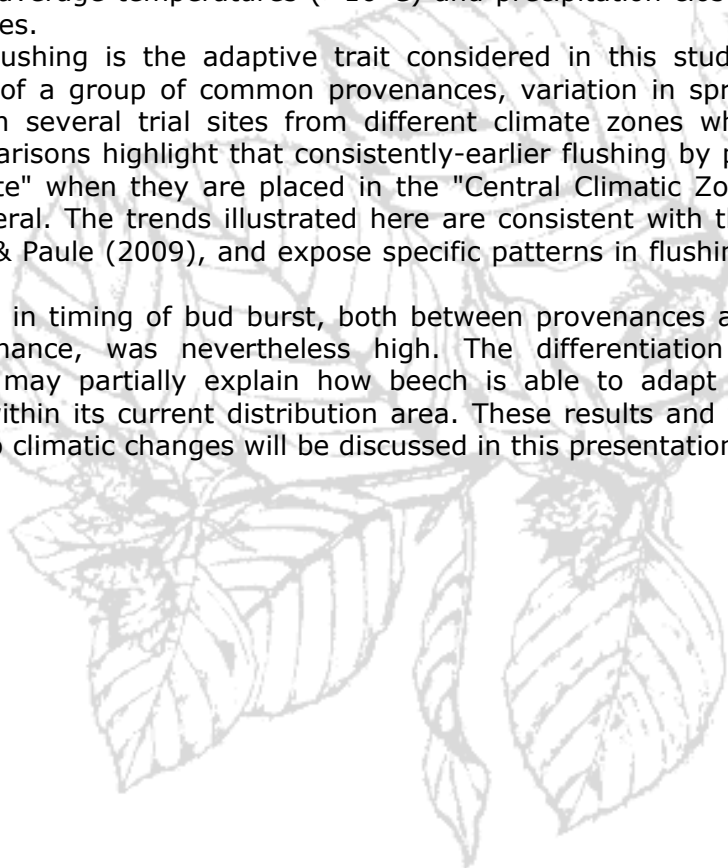 average temperatures and precipitation clos
es.
ushing is the adaptive trait considered in this stud
of a group of common provenances, variation in spr
n several trial sites from different climate zones wh
arisons highlight that consistently-earlier flushing by p
te" when they are placed in the "Central Climatic Zo
eral. The trends illustrated here are consistent with th
& Paule (2009), and expose specific patterns in flushin
in timing of bud burst, both between provenances a
nance, was nevertheless high. The differentiation
may partially explain how beech is able to adapt
ithin its current distribution area. These results and
o climatic changes will be discussed in this presentation